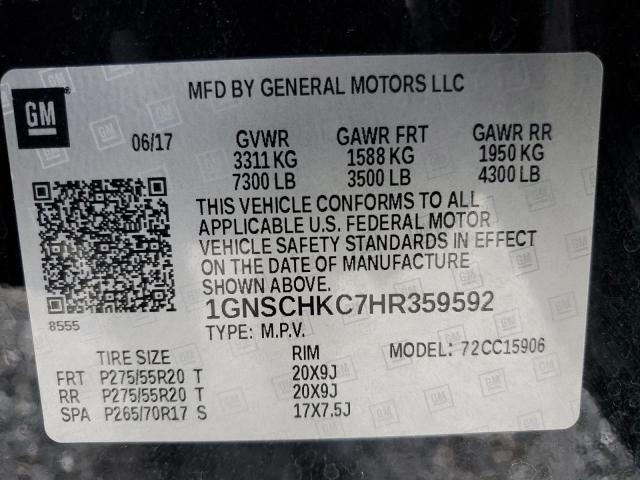 GM
MFD BY GENERAL MOTORS LLC
06/17 GVWR GAWR FRT GAWR RR
3311 KG 1588 KG 1950 KG
7300 LB 3500 LB 4300 LB
THIS VEHICLE CONFORMS TO ALL
APPLICABLE U.S. FEDERAL MOTOR
VEHICLE SAFETY STANDARDS IN EFFECT
ON THE DATE OF MANUFACTURE
SHOWN ABOVE.
8555
1GNSCHKC7HR359592
TYPE: M.P.V.
TIRE SIZE RIM MODEL: 72CC15906
FRT P275/55R20 T 20X9J
RR P275/55R20 T 20X9J
SPA P265/70R17 S 17X7.5J